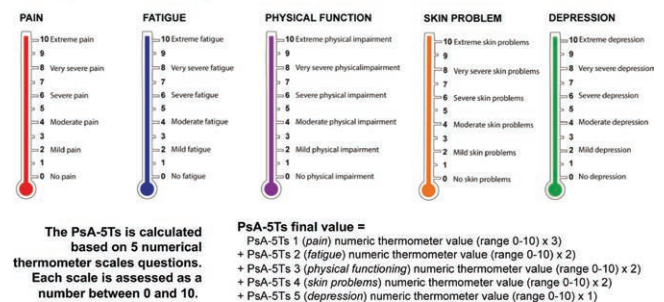 PAIN
10 Extreme pain
9
8 Very severe pain
7
6 Severe pain
5
4 Moderate pain
3
2 Mild pain
1
0 No pain
FATIGUE
10 Extreme fatigue
9
8 Very severe fatigue
7
6 Severe fatigue
5
4 Moderate fatigue
3
2 Mild fatigue
1
0 No fatigue
PHYSICAL FUNCTION
10 Extreme physical impairment
9
8 Very severe physicalimpairment
7
6 Severe physical impairment
5
4 Moderate physical impairment
3
2 Mild physical impairment
1
0 No physical impairment
SKIN PROBLEM
10 Extreme skin problems
9
8 Very severe skin problems
7
6 Severe skin problems
5
4 Moderate skin problems
3
2 Mild skin problems
1
0 No skin problems
DEPRESSION
10 Extreme depression
9
8 Very severe depression
7
6 Severe depression
5
4 Moderate depression
3
2 Mild depression
1
0 No depression
The PsA-5Ts is calculated
based on 5 numerical
thermometer scales questions.
Each scale is assessed as a
number between 0 and 10.
PsA-5Ts final value =
PsA-5Ts 1 (pain) numeric thermometer value (range 0-10) x 3)
+ PsA-5Ts 2 (fatigue) numeric thermometer value (range 0-10) x 2)
+ PsA-5Ts 3 (physical functioning) numeric thermometer value (range 0-10) x 2)
+ PsA-5Ts 4 (skin problems) numeric thermometer value (range 0-10) x 2)
+ PsA-5Ts 5 (depression) numeric thermometer value (range 0-10) x 1)